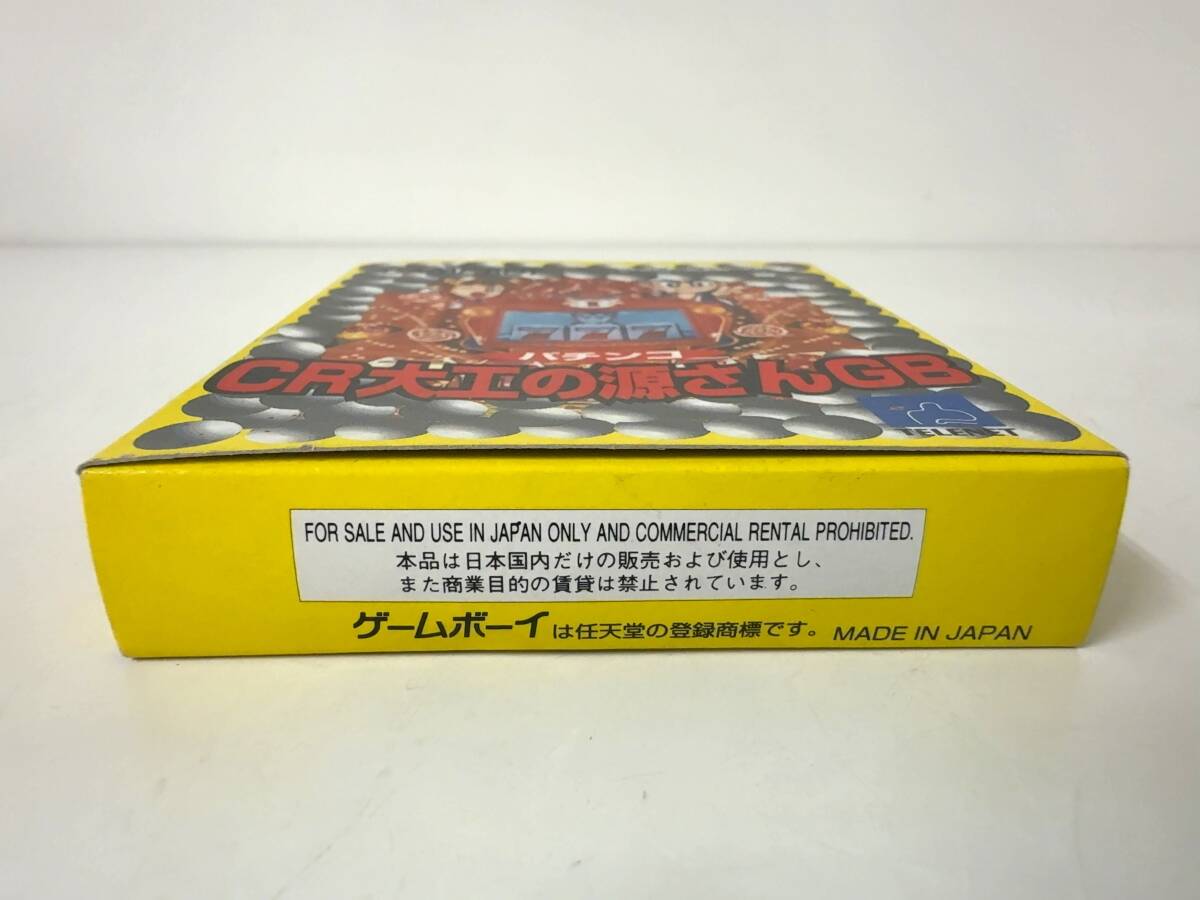 パチンコ
CR大工の源さんGB
TELENET
FOR SALE AND USE IN JAPAN ONLY AND COMMERCIAL RENTAL PROHIBITED.
本品は日本国内だけの販売および使用とし、
また商業目的の賃貸は禁止されています。
ゲームボーイは任天堂の登録商標です。 MADE IN JAPAN